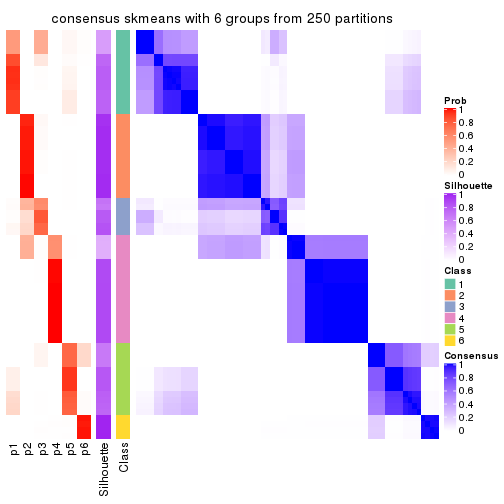 consensus skmeans with 6 groups from 250 partitions
Prob
1
0.8
0.6
0.4
0.2
0
Silhouette
1
0.8
0.6
0.4
0.2
0
Class
1
2
3
4
5
6
Consensus
1
0.8
0.6
0.4
0.2
0
p1
p2
p3
p4
p5
p6
Silhouette
Class